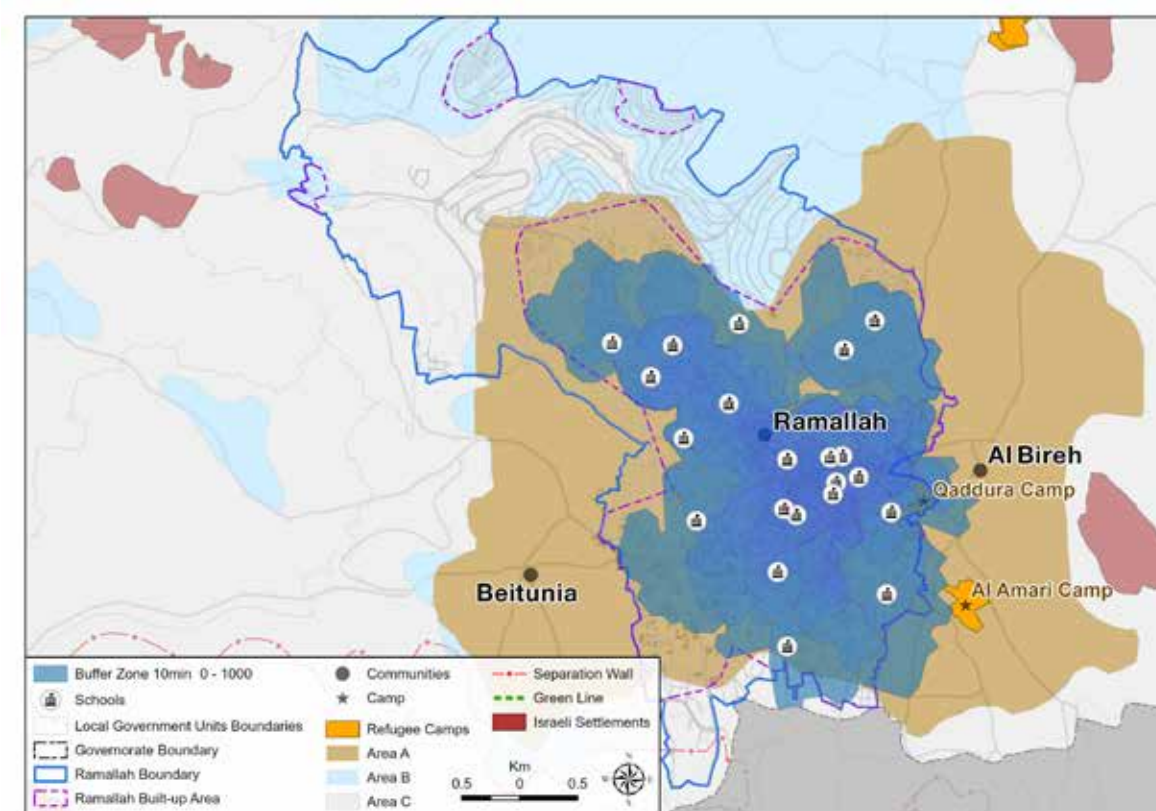 Ramallah
Al Bireh
Qaddura Camp
Al Amari Camp
Beitunia
Buffer Zone 10min 0 - 1000
Schools
Local Government Units Boundaries
Governorate Boundary
Ramallah Boundary
Ramallah Built-up Area
Communities
Camp
Refugee Camps
Area A
Area B
Area C
Separation Wall
Green Line
Israeli Settlements
Km
0.5 0 0.5